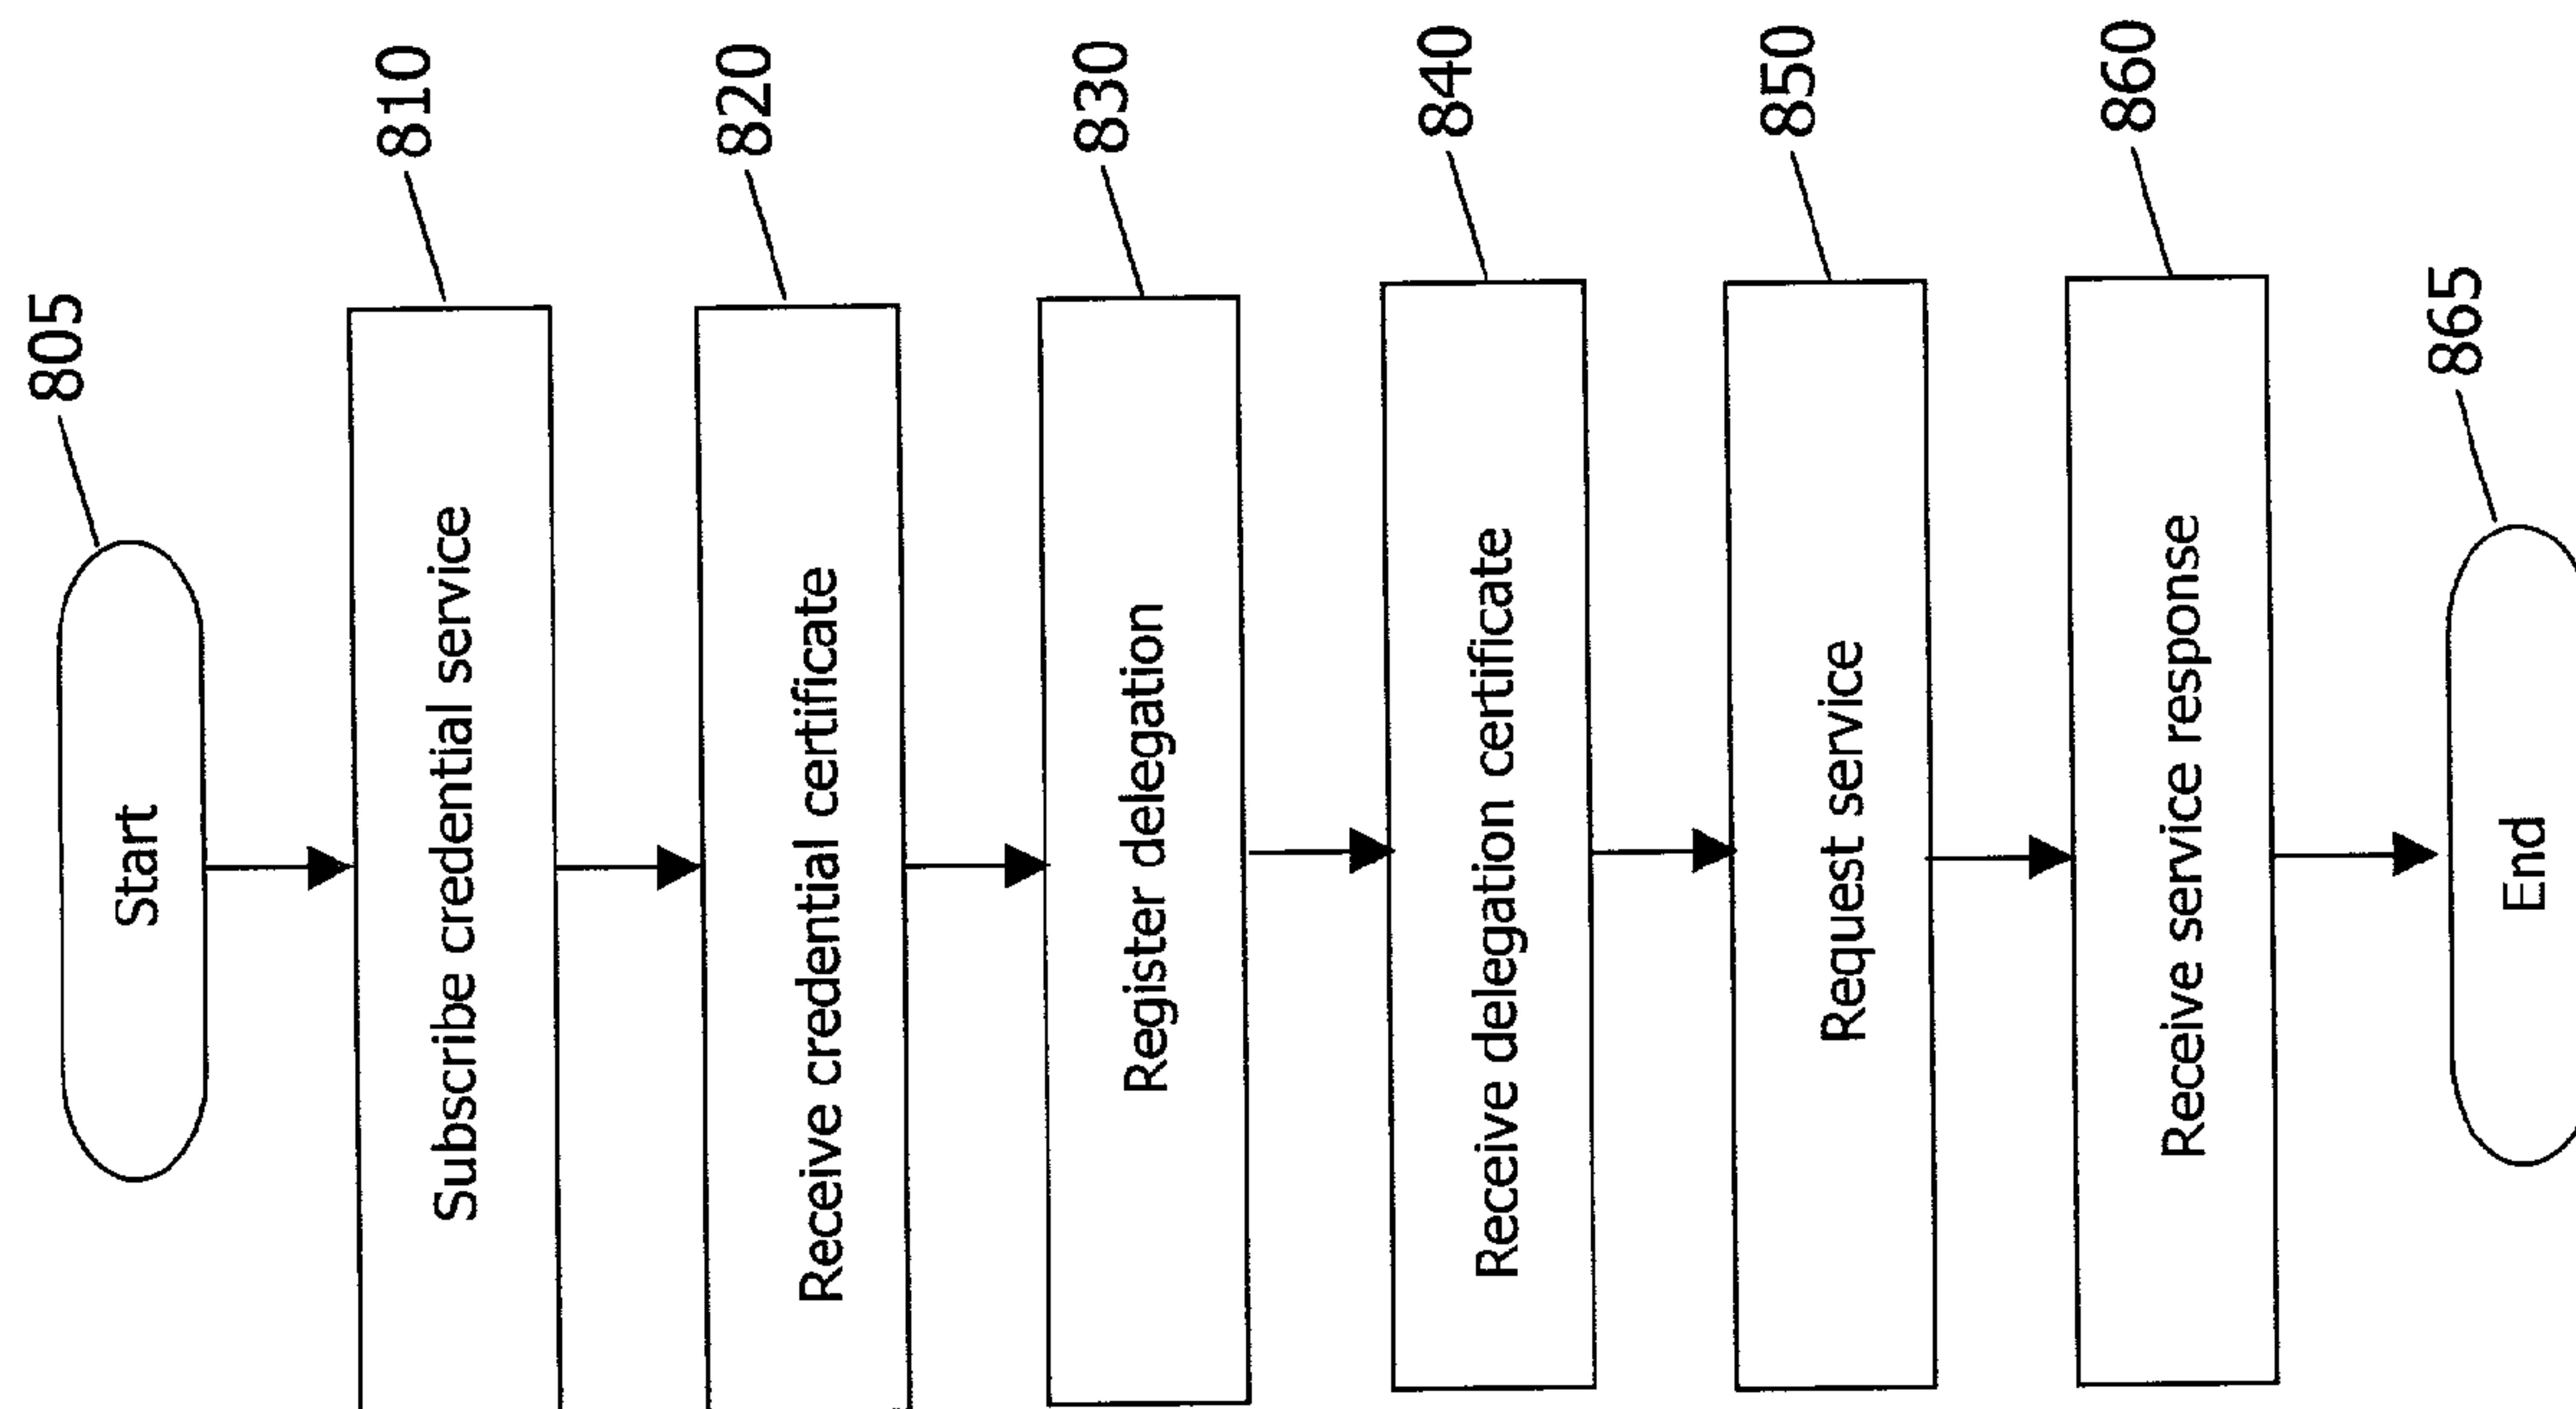 805
Start
810
Subscribe credential service
820
Receive credential certificate
830
Register delegation
840
Receive delegation certificate
850
Request service
860
Receive service response
865
End